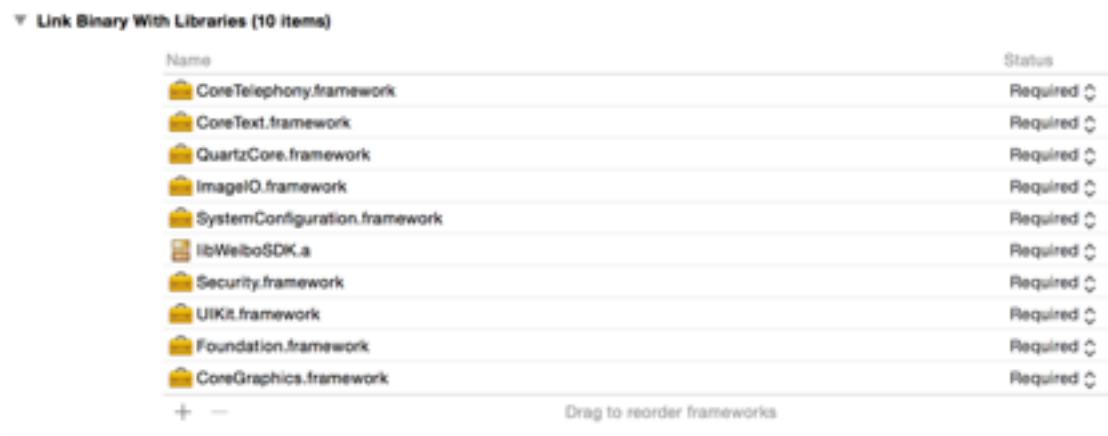 Link Binary With Libraries (10 items)
Name Status
CoreTelephony.framework Required
CoreText.framework Required
QuartzCore.framework Required
ImageIO.framework Required
SystemConfiguration.framework Required
libWeiboSDK.a Required
Security.framework Required
UIKit.framework Required
Foundation.framework Required
CoreGraphics.framework Required
+ − Drag to reorder frameworks